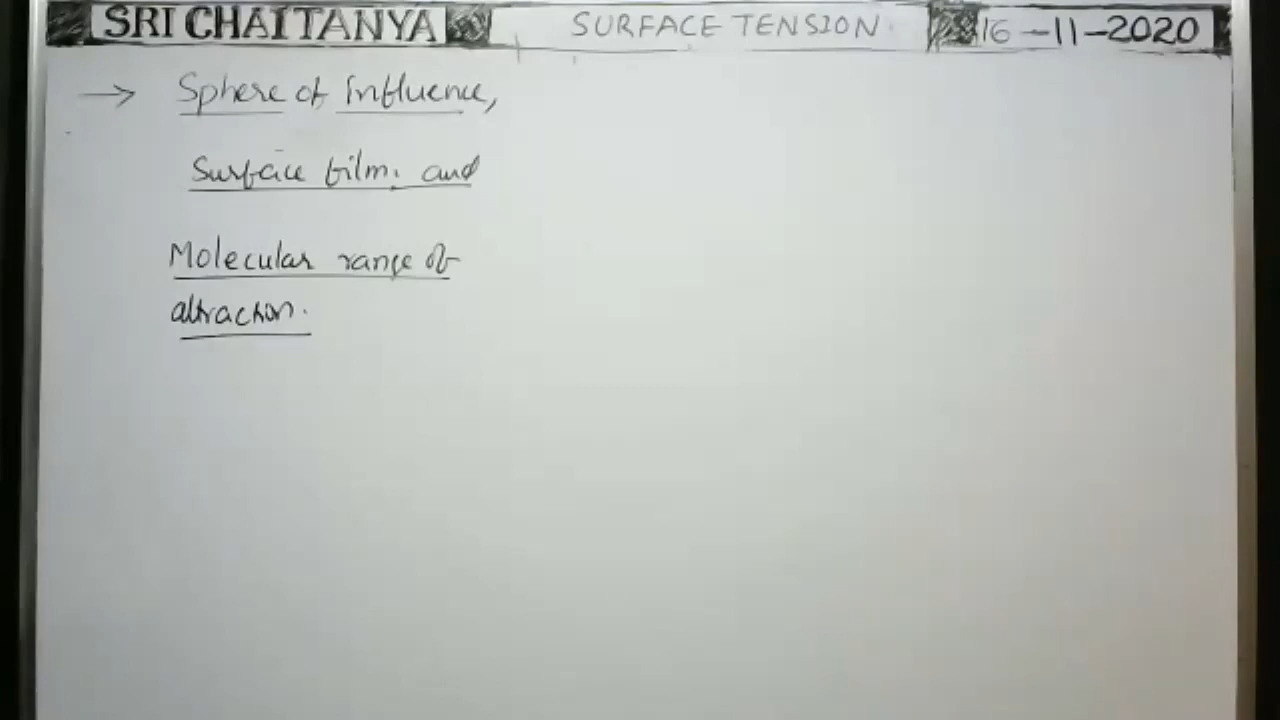 SRI CHAITANYA SURFACE TENSION 16-11-2020
→ Sphere of Influence,
Surface film, and
Molecular range of
attraction.